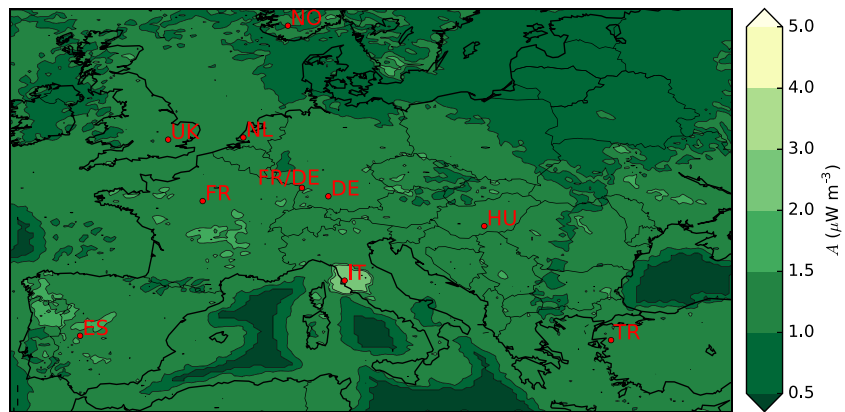 NO
UK
NL
FR/DE
FR
DE
HU
IT
ES
TR
5.0
4.0
3.0
2.0
1.5
1.0
0.5
A (μW m⁻³)